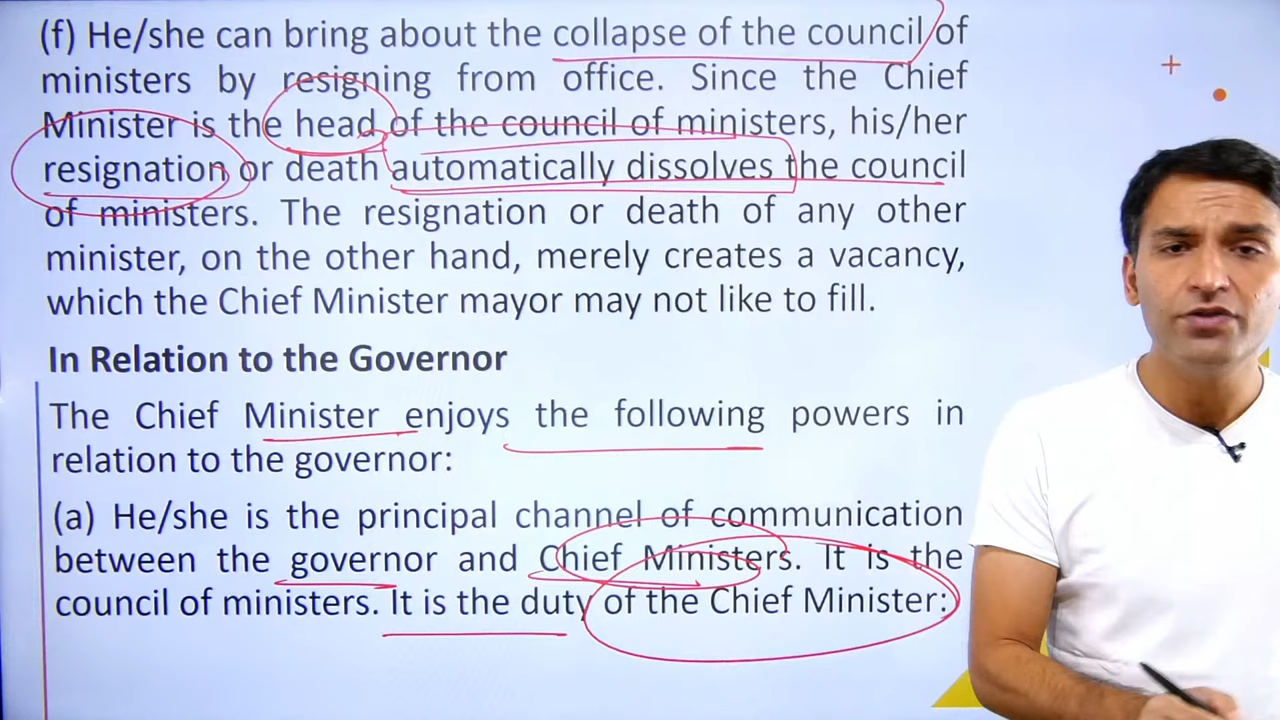 (f) He/she can bring about the collapse of the council of
ministers by resigning from office. Since the Chief
Minister is the head of the council of ministers, his/her
resignation or death automatically dissolves the council
of ministers. The resignation or death of any other
minister, on the other hand, merely creates a vacancy,
which the Chief Minister mayor may not like to fill.
In Relation to the Governor
The Chief Minister enjoys the following powers in
relation to the governor:
(a) He/she is the principal channel of communication
between the governor and Chief Ministers. It is the
council of ministers. It is the duty of the Chief Minister: